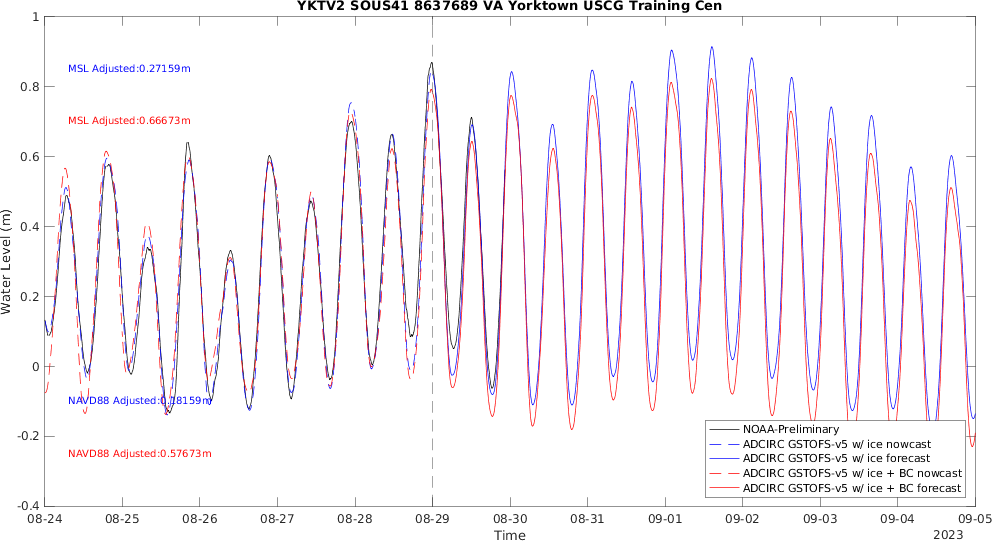 YKTV2 SOUS41 8637689 VA Yorktown USCG Training Cen
1
0.8
0.6
0.4
0.2
0
-0.2
-0.4
Water Level (m)
MSL Adjusted:0.27159m
MSL Adjusted:0.66673m
NAVD88 Adjusted:0.18159m
NAVD88 Adjusted:0.57673m
NOAA-Preliminary
ADCIRC GSTOFS-v5 w/ ice nowcast
ADCIRC GSTOFS-v5 w/ ice forecast
ADCIRC GSTOFS-v5 w/ ice + BC nowcast
ADCIRC GSTOFS-v5 w/ ice + BC forecast
08-24 08-25 08-26 08-27 08-28 08-29 08-30 08-31 09-01 09-02 09-03 09-04 09-05
Time
2023